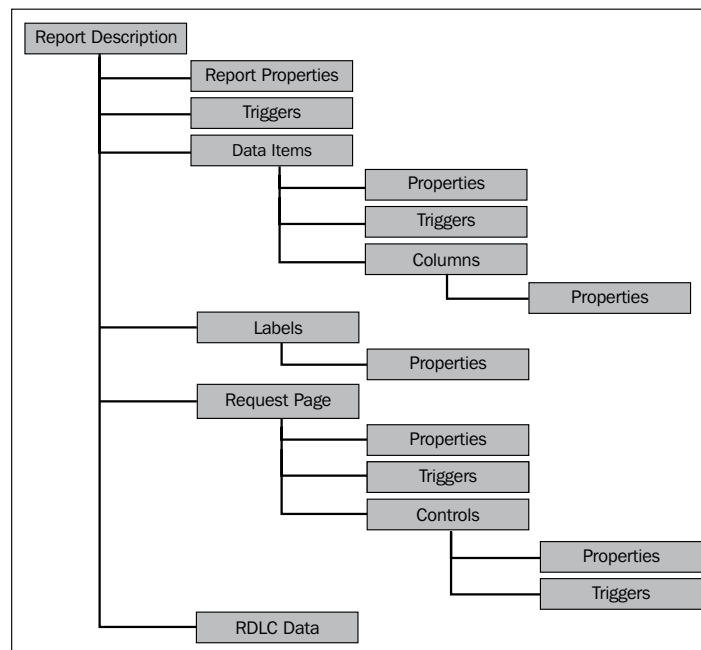 Report Description
Report Properties
Triggers
Data Items
Properties
Triggers
Columns
Properties
Labels
Properties
Request Page
Properties
Triggers
Controls
Properties
Triggers
RDLC Data